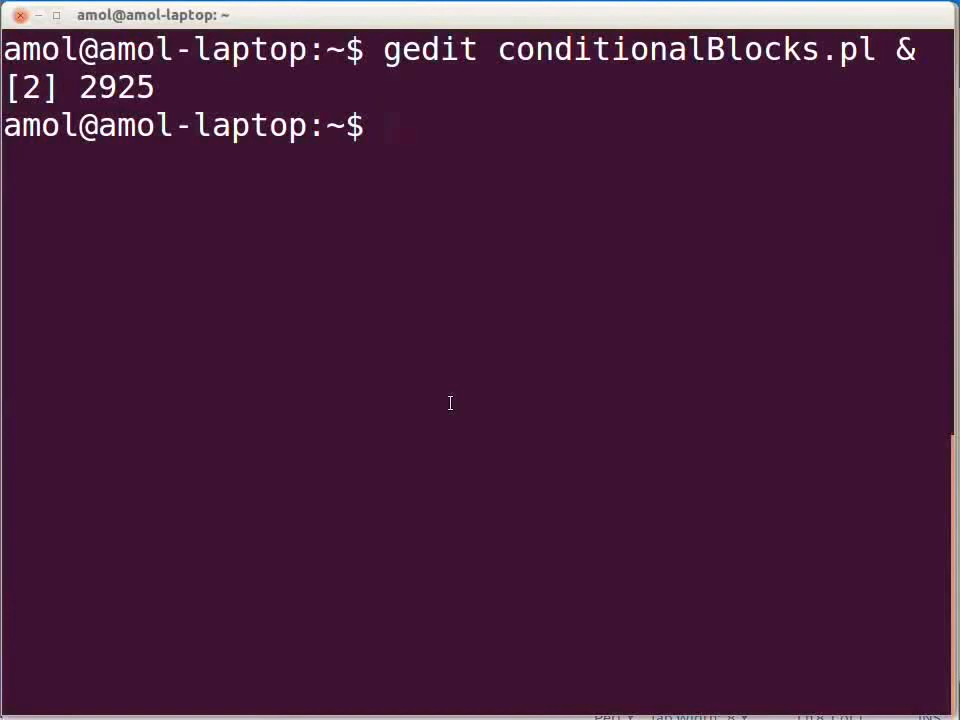 amol@amol-laptop: ~
amol@amol-laptop:~$ gedit conditionalBlocks.pl &
[2] 2925
amol@amol-laptop:~$